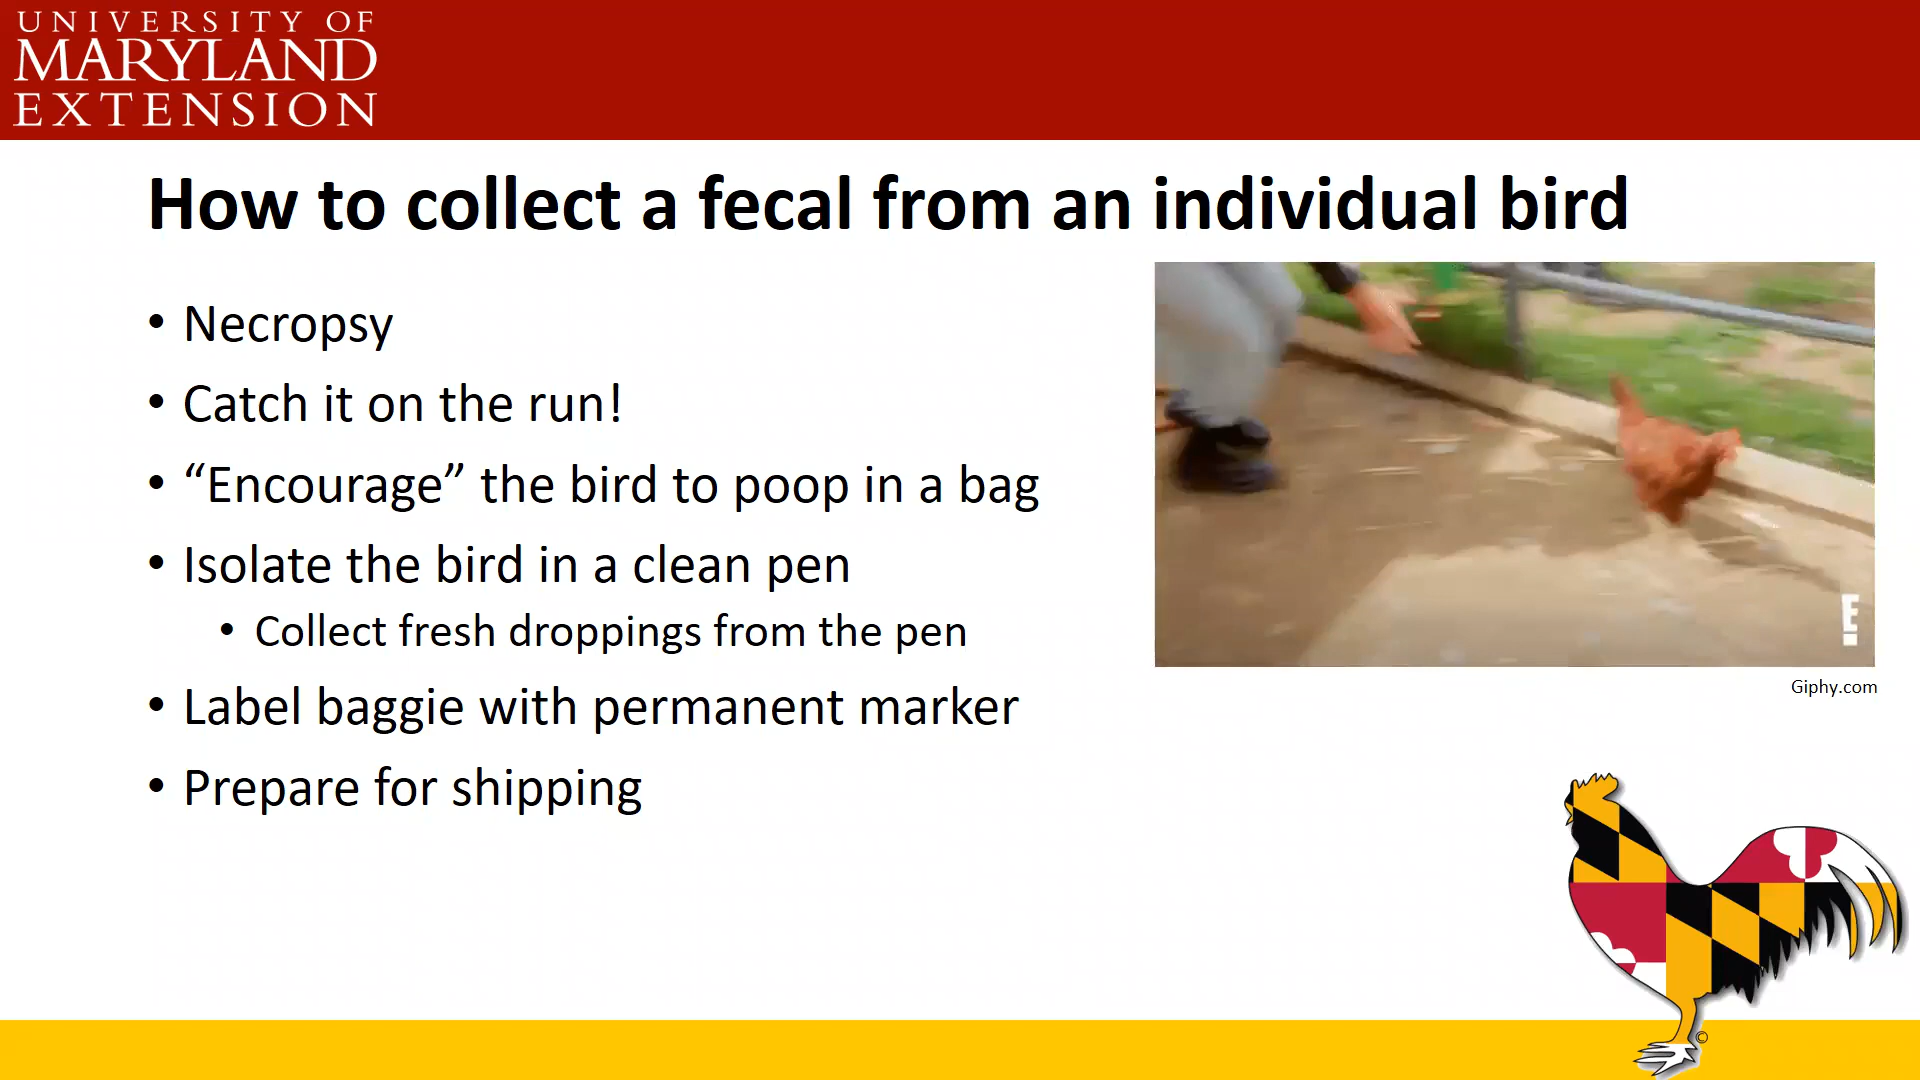 UNIVERSITY OF
MARYLAND
EXTENSION
How to collect a fecal from an individual bird
• Necropsy
• Catch it on the run!
• “Encourage” the bird to poop in a bag
• Isolate the bird in a clean pen
• Collect fresh droppings from the pen
• Label baggie with permanent marker
• Prepare for shipping
E!
Giphy.com
©